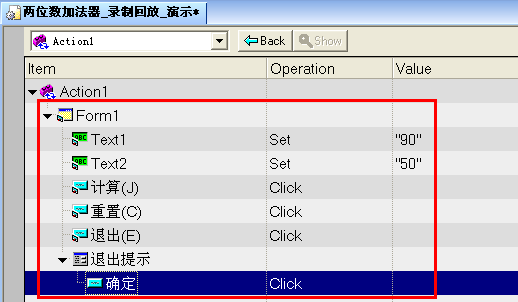 两位数加法器_录制回放_演示*
Action1 Back Show
Item Operation Value
Action1
Form1
Text1 Set "90"
Text2 Set "50"
计算(J) Click
重置(C) Click
退出(E) Click
退出提示
确定 Click